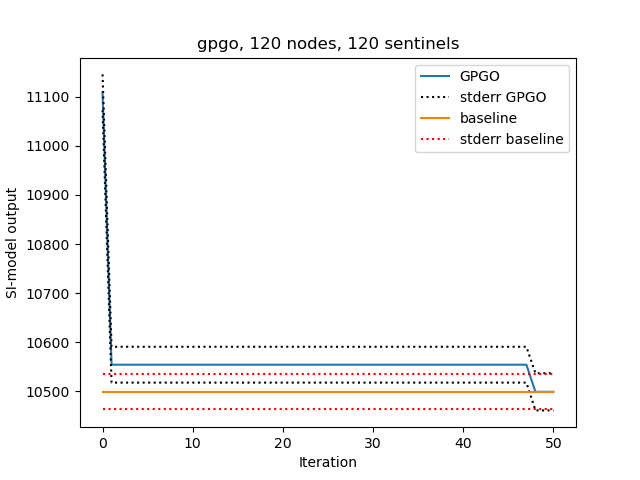 gpgo, 120 nodes, 120 sentinels
GPGO
stderr GPGO
baseline
stderr baseline
SI-model output
11100
11000
10900
10800
10700
10600
10500
0 10 20 30 40 50
Iteration